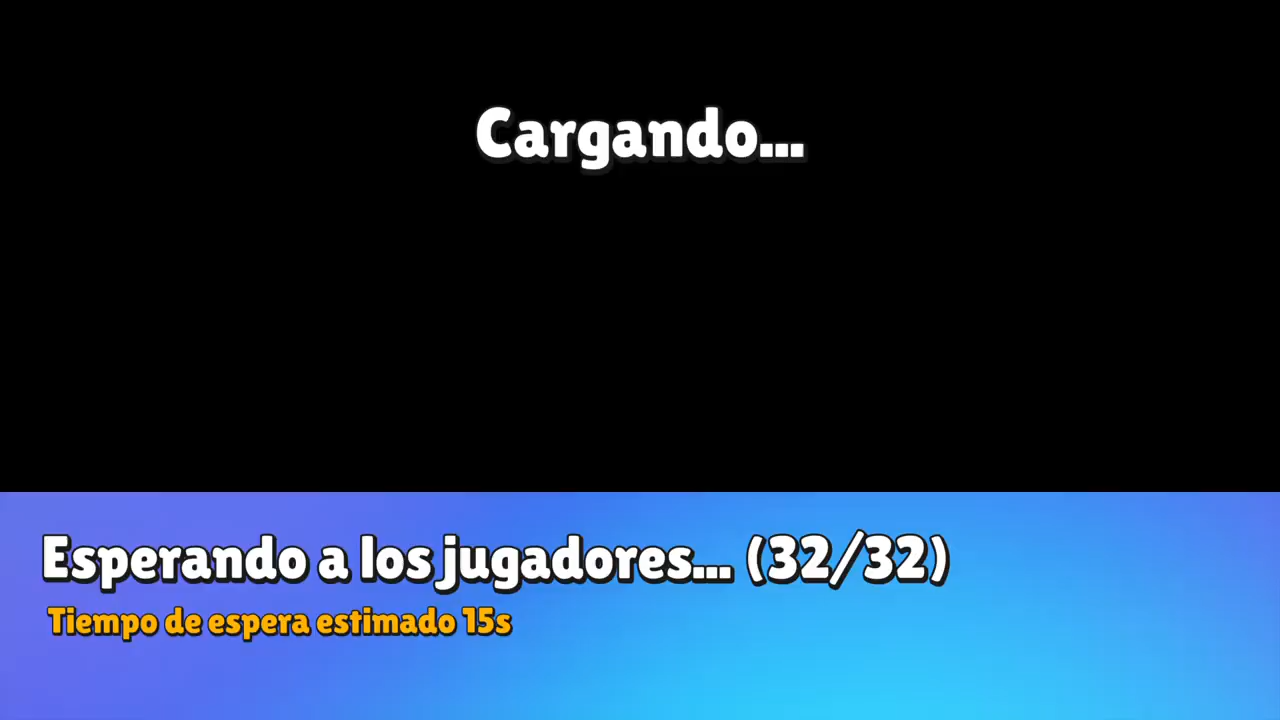 Cargando...
Esperando a los jugadores... (32/32)
Tiempo de espera estimado 15s